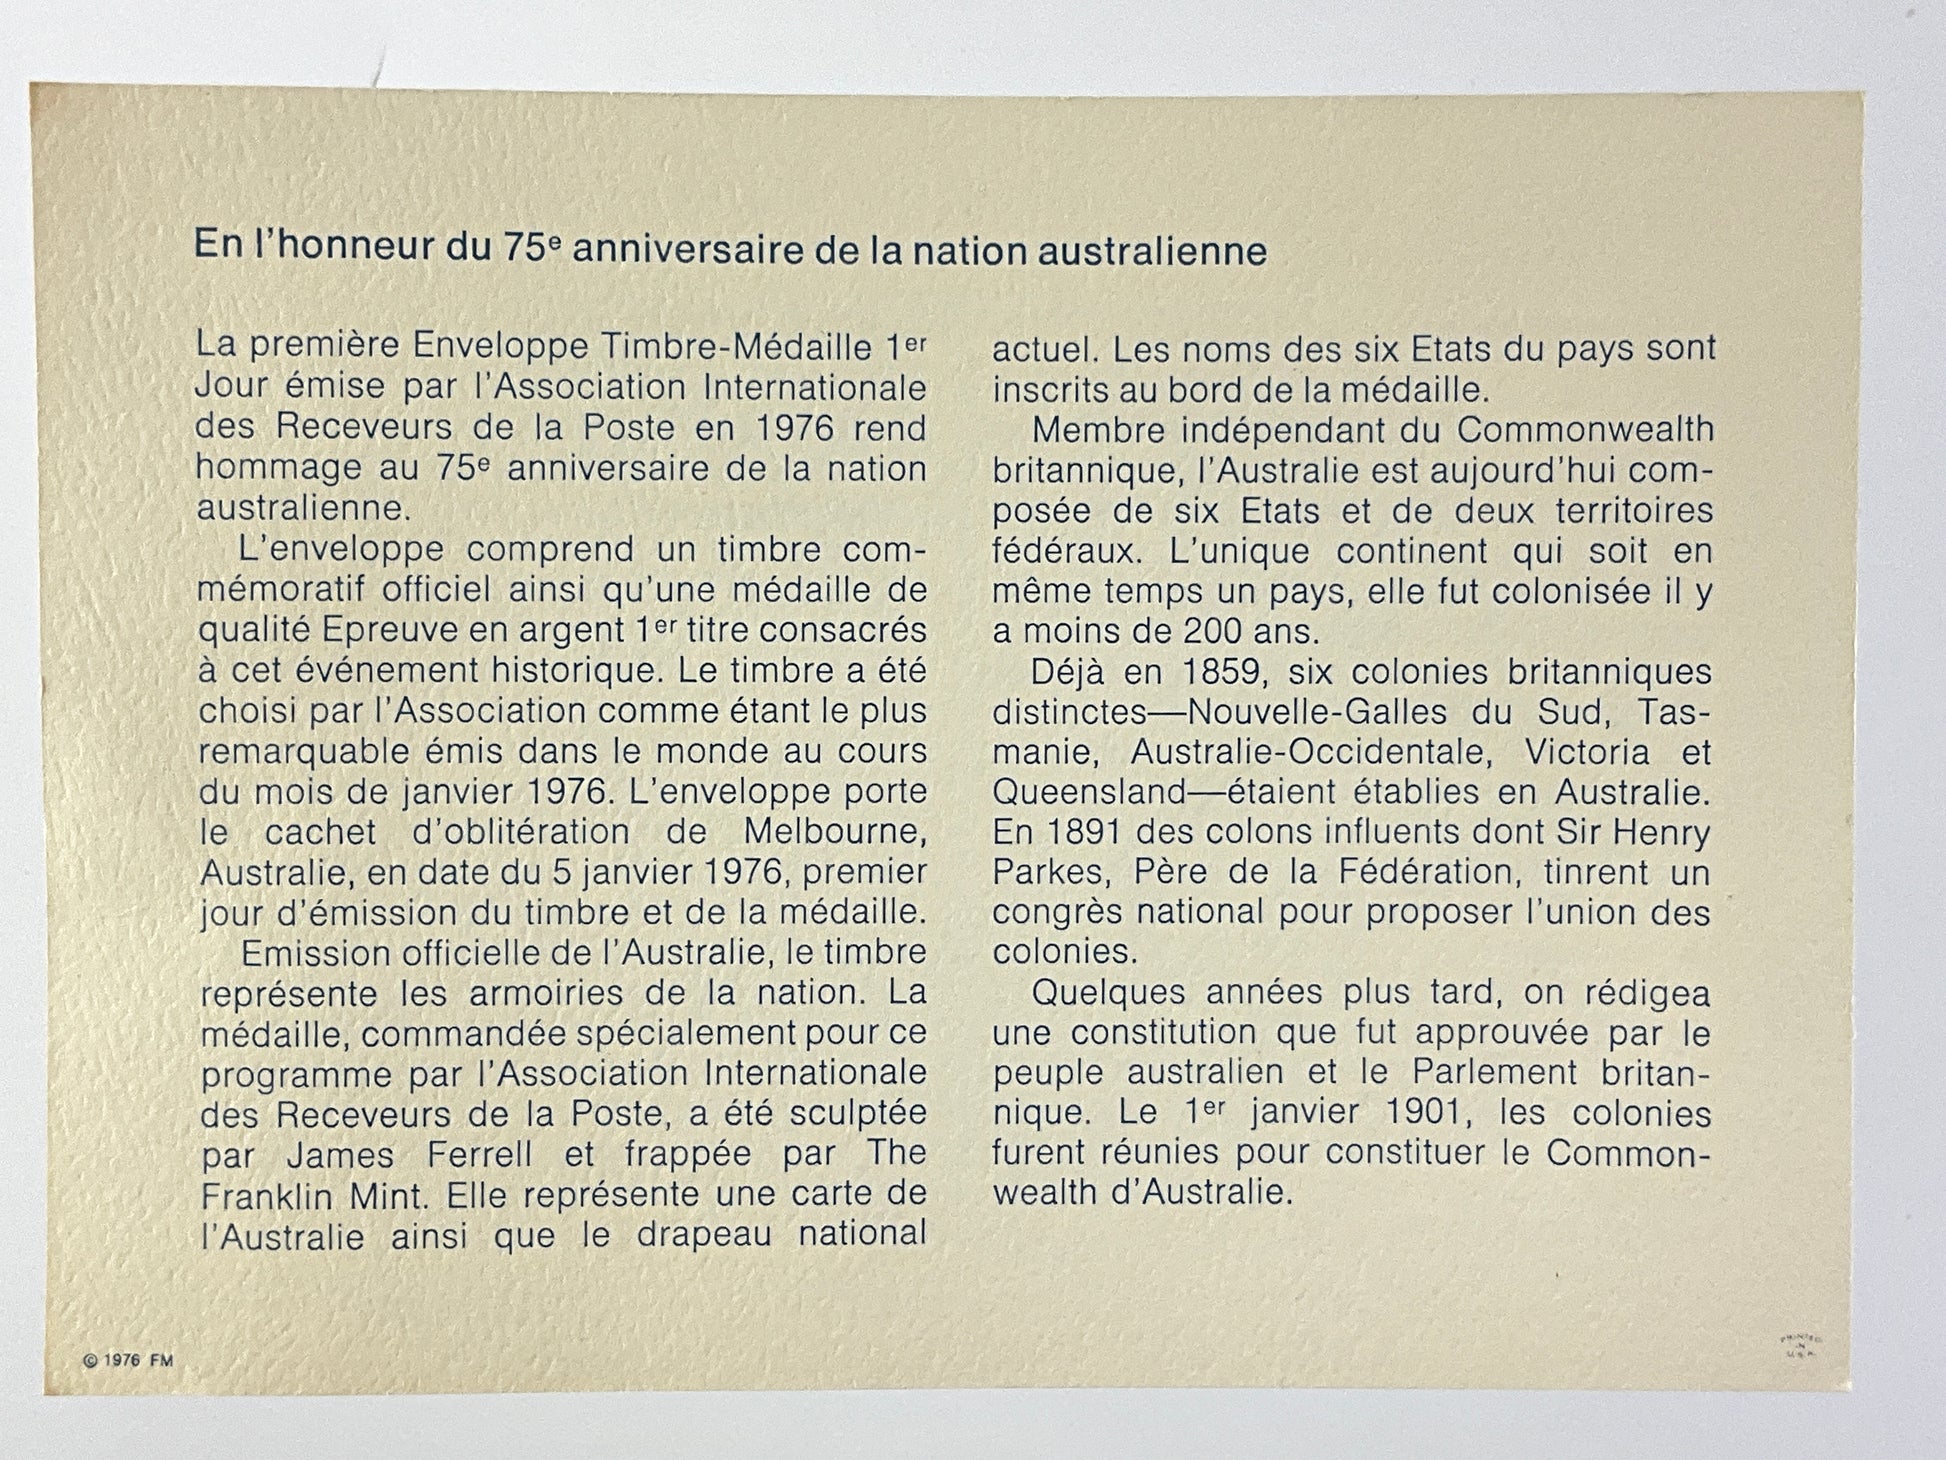 En l'honneur du 75e anniversaire de la nation australienne
La première Enveloppe Timbre-Médaille 1er
Jour émise par l'Association Internationale
des Receveurs de la Poste en 1976 rend
hommage au 75e anniversaire de la nation
australienne.
L'enveloppe comprend un timbre com-
mémoratif officiel ainsi qu'une médaille de
qualité Epreuve en argent 1er titre consacrés
à cet événement historique. Le timbre a été
choisi par l'Association comme étant le plus
remarquable émis dans le monde au cours
du mois de janvier 1976. L'enveloppe porte
le cachet d'oblitération de Melbourne,
Australie, en date du 5 janvier 1976, premier
jour d'émission du timbre et de la médaille.
Emission officielle de l'Australie, le timbre
représente les armoiries de la nation. La
médaille, commandée spécialement pour ce
programme par l'Association Internationale
des Receveurs de la Poste, a été sculptée
par James Ferrell et frappée par The
Franklin Mint. Elle représente une carte de
l'Australie ainsi que le drapeau national
actuel. Les noms des six Etats du pays sont
inscrits au bord de la médaille.
Membre indépendant du Commonwealth
britannique, l'Australie est aujourd'hui com-
posée de six Etats et de deux territoires
fédéraux. L'unique continent qui soit en
même temps un pays, elle fut colonisée il y
a moins de 200 ans.
Déjà en 1859, six colonies britanniques
distinctes—Nouvelle-Galles du Sud, Tas-
manie, Australie-Occidentale, Victoria et
Queensland—étaient établies en Australie.
En 1891 des colons influents dont Sir Henry
Parkes, Père de la Fédération, tinrent un
congrès national pour proposer l'union des
colonies.
Quelques années plus tard, on rédigea
une constitution que fut approuvée par le
peuple australien et le Parlement britan-
nique. Le 1er janvier 1901, les colonies
furent réunies pour constituer le Common-
wealth d'Australie.
© 1976 FM
PRINTED
IN
U.S.A.